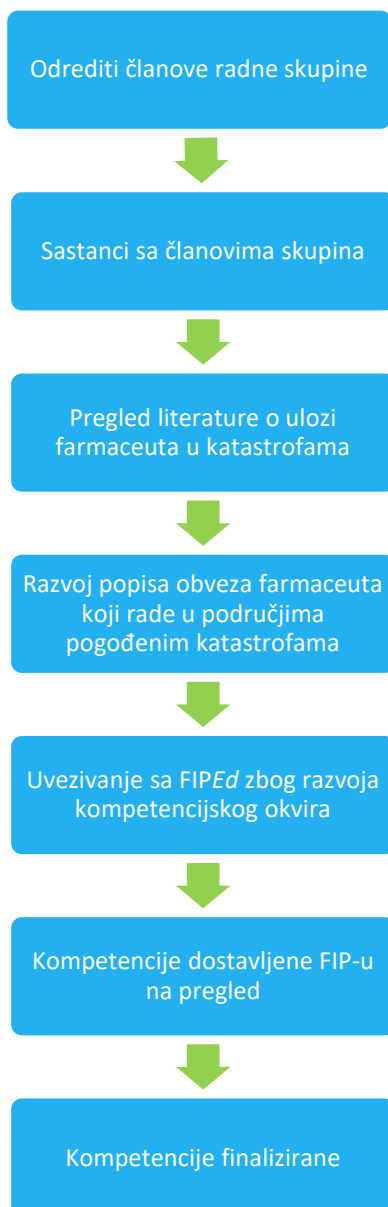 Odrediti članove radne skupine
Sastanci sa članovima skupina
Pregled literature o ulozi
farmaceuta u katastrofama
Razvoj popisa obveza farmaceuta
koji rade u područjima
pogođenim katastrofama
Uvezivanje sa FIPEd zbog razvoja
kompetencijskog okvira
Kompetencije dostavljene FIP-u
na pregled
Kompetencije finalizirane